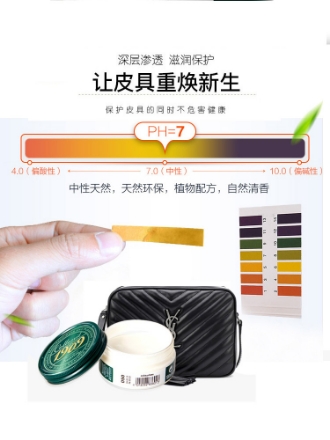 深层渗透 滋润保护
让皮具重焕新生
保护皮具的同时不危害健康
PH=7
4.0（偏酸性） 7.0（中性） 10.0（偏碱性）
中性天然，天然环保，植物配方，自然清香